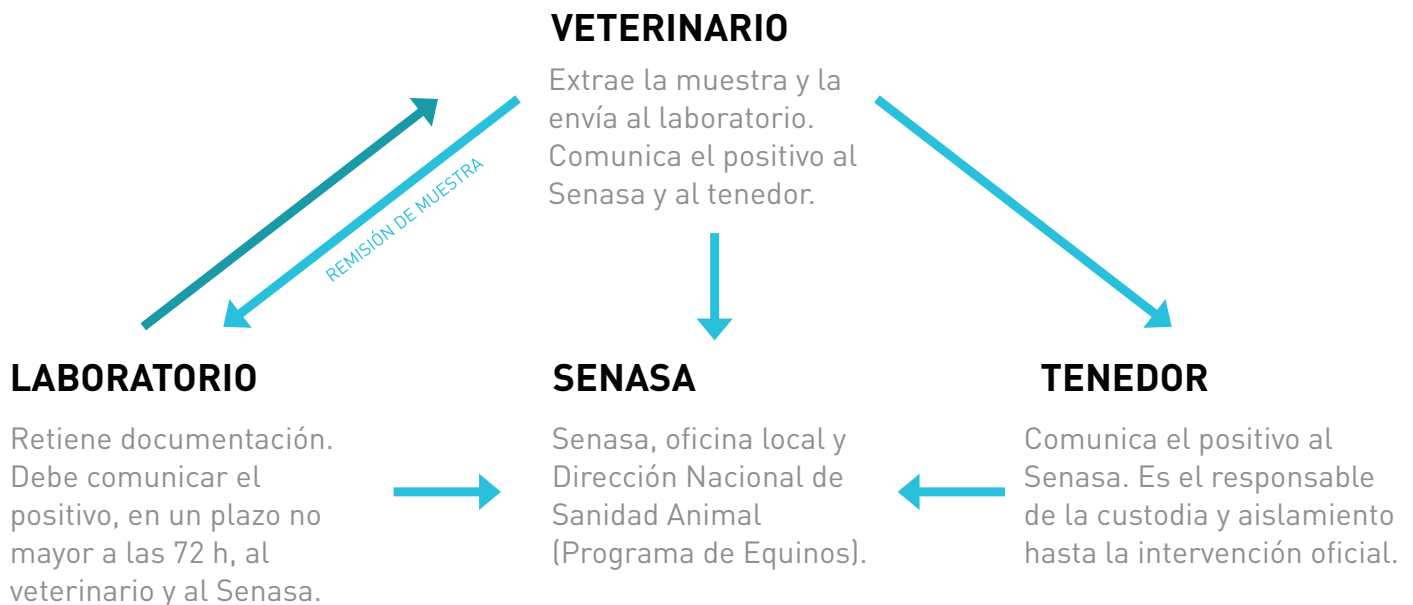 VETERINARIO
Extrae la muestra y la
envía al laboratorio.
Comunica el positivo al
Senasa y al tenedor.
REMISIÓN DE MUESTRA
LABORATORIO
Retiene documentación.
Debe comunicar el
positivo, en un plazo no
mayor a las 72 h, al
veterinario y al Senasa.
SENASA
Senasa, oficina local y
Dirección Nacional de
Sanidad Animal
(Programa de Equinos).
TENEDOR
Comunica el positivo al
Senasa. Es el responsable
de la custodia y aislamiento
hasta la intervención oficial.